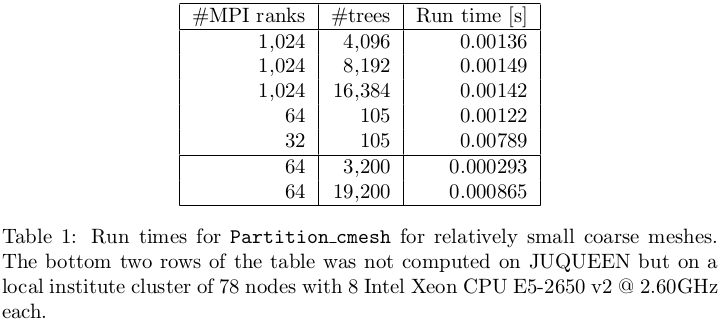 #MPI ranks #trees Run time [s]
1,024 4,096 0.00136
1,024 8,192 0.00149
1,024 16,384 0.00142
64 105 0.00122
32 105 0.00789
64 3,200 0.000293
64 19,200 0.000865
Table 1: Run times for Partition_cmesh for relatively small coarse meshes.
The bottom two rows of the table was not computed on JUQUEEN but on a
local institute cluster of 78 nodes with 8 Intel Xeon CPU E5-2650 v2 @ 2.60GHz
each.